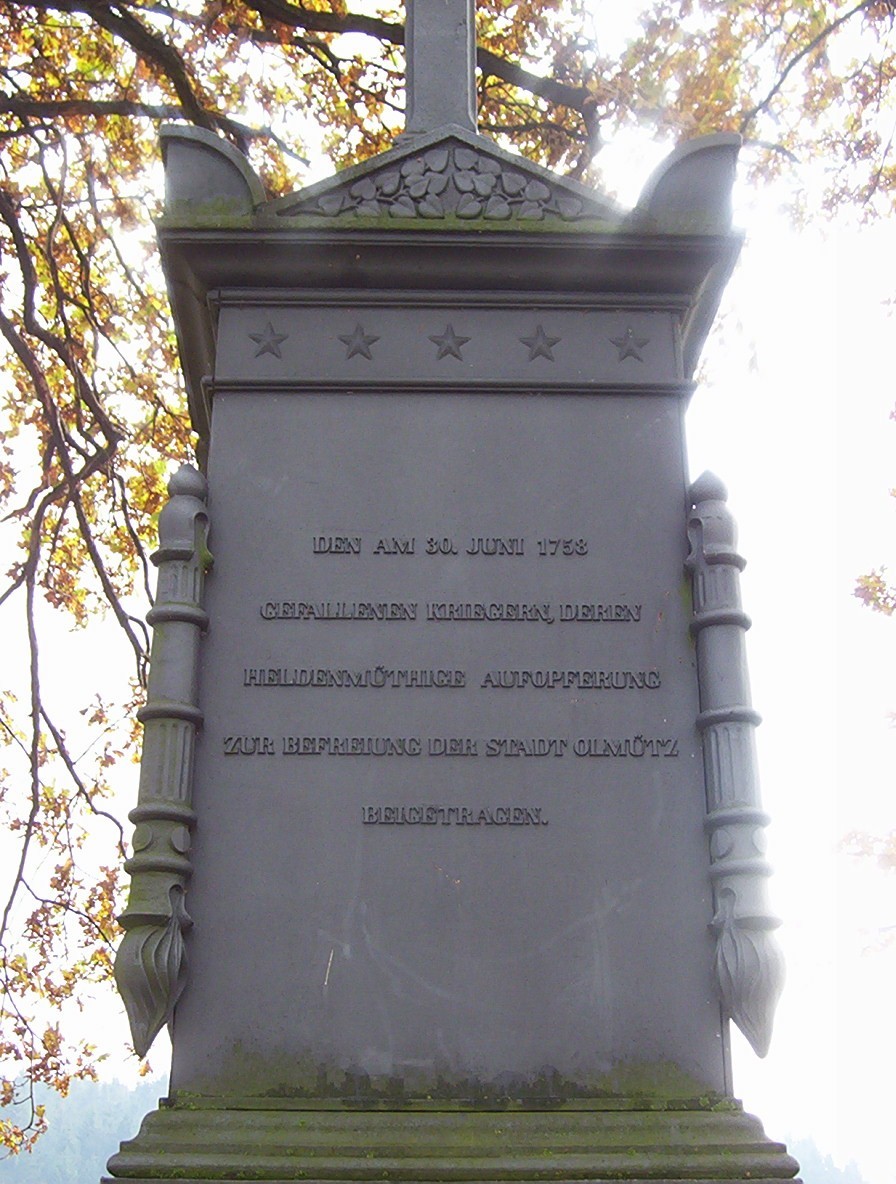 DEN AM 30. JUNI 1758
GEFALLENEN KRIEGERN, DEREN
HELDENMÜTHIGE AUFOPFERUNG
ZUR BEFREIUNG DER STADT OLMÜTZ
BEIGETRAGEN.